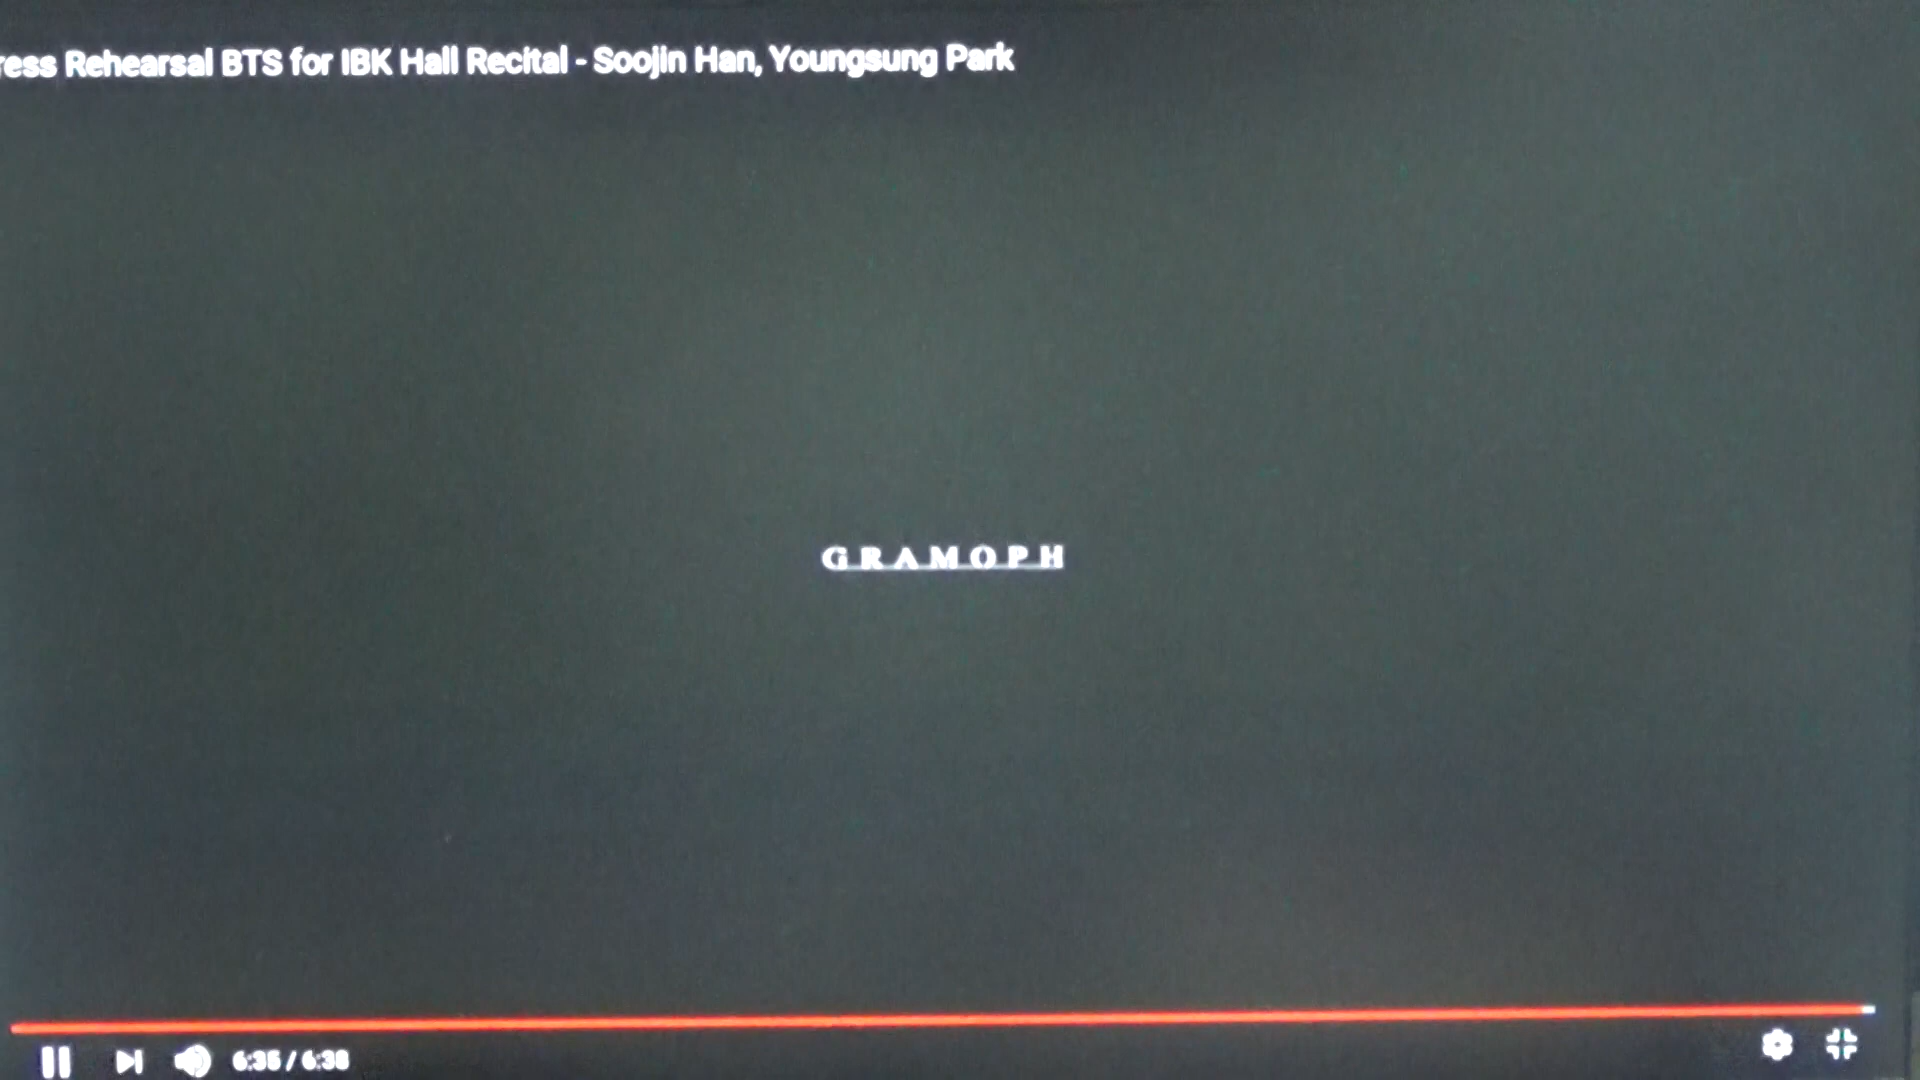 ress Rehearsal BTS for IBK Hall Recital - Soojin Han, Youngsung Park
GRAMOPH
6:35 / 6:38